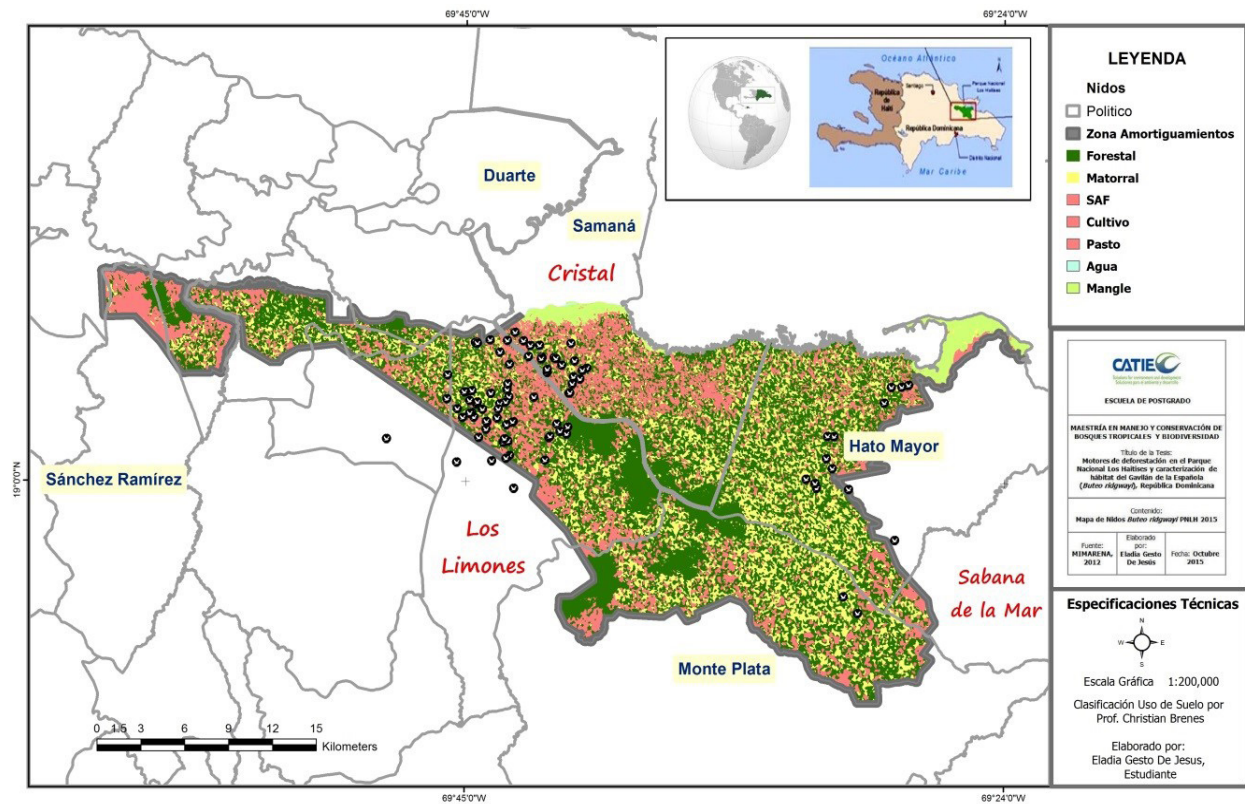 69°45'0"W
69°24'0"W
Océano Atlántico
Parque Nacional
Los Haitises
Santiago
República
de
Haití
República Dominicana
Distrito Nacional
Mar Caribe
Duarte
Samaná
Cristal
Hato Mayor
Sánchez Ramírez
19°0'0"N
Los
Limones
Sabana
de la Mar
Monte Plata
0 1.5 3 6 9 12 15
Kilometers
69°45'0"W
69°24'0"W
LEYENDA
Nidos
Politico
Zona Amortiguamientos
Forestal
Matorral
SAF
Cultivo
Pasto
Agua
Mangle
CATIE
ESCUELA DE POSTGRADO
MAESTRÍA EN MANEJO Y CONSERVACIÓN DE
BOSQUES TROPICALES Y BIODIVERSIDAD
Título de la Tesis:
Motores de deforestación en el Parque
Nacional Los Haitises y caracterización de
hábitat del Gavilán de la Española
(Buteo ridgwayi), República Dominicana
Contenido:
Mapa de Nidos Buteo ridgwayi PNLH 2015
Fuente:
MIMARENA,
2012
Elaborado
por:
Eladia Gesto
De Jesús
Fecha: Octubre
2015
Especificaciones Técnicas
N
W E
S
Escala Gráfica 1:200,000
Clasificación Uso de Suelo por
Prof. Christian Brenes
Elaborado por:
Eladia Gesto De Jesus,
Estudiante